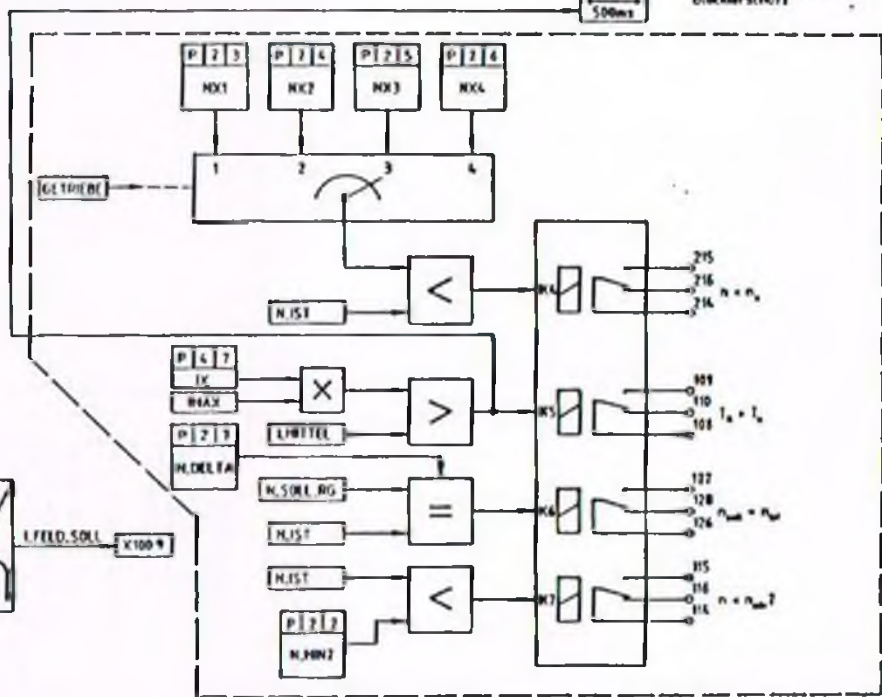 500ms
P 2 3
NX1
P 2 4
NX2
P 2 5
NX3
P 2 6
NX4
1 2 3 4
GETRIEBE
<
N.IST
K4
215
216
214
P 4 7
IX
IMAX
×
>
I.MITTEL
K5
109
110
108
N.DELTA
N.SOLL.RG
=
N.IST
K6
127
128
126
I.FELD.SOLL
N.IST
<
K7
115
116
114
P 2 2
N.MIN2